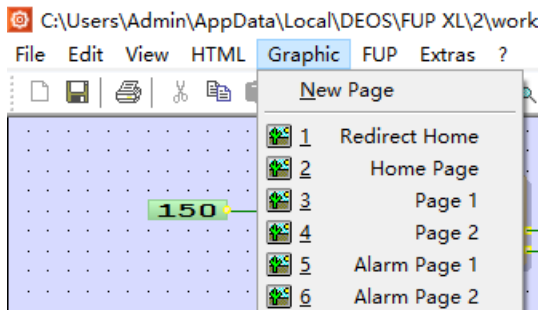 C:\Users\Admin\AppData\Local\DEOS\FUP XL\2\work
File Edit View HTML Graphic FUP Extras ?
New Page
1 Redirect Home
2 Home Page
150
3 Page 1
4 Page 2
5 Alarm Page 1
6 Alarm Page 2